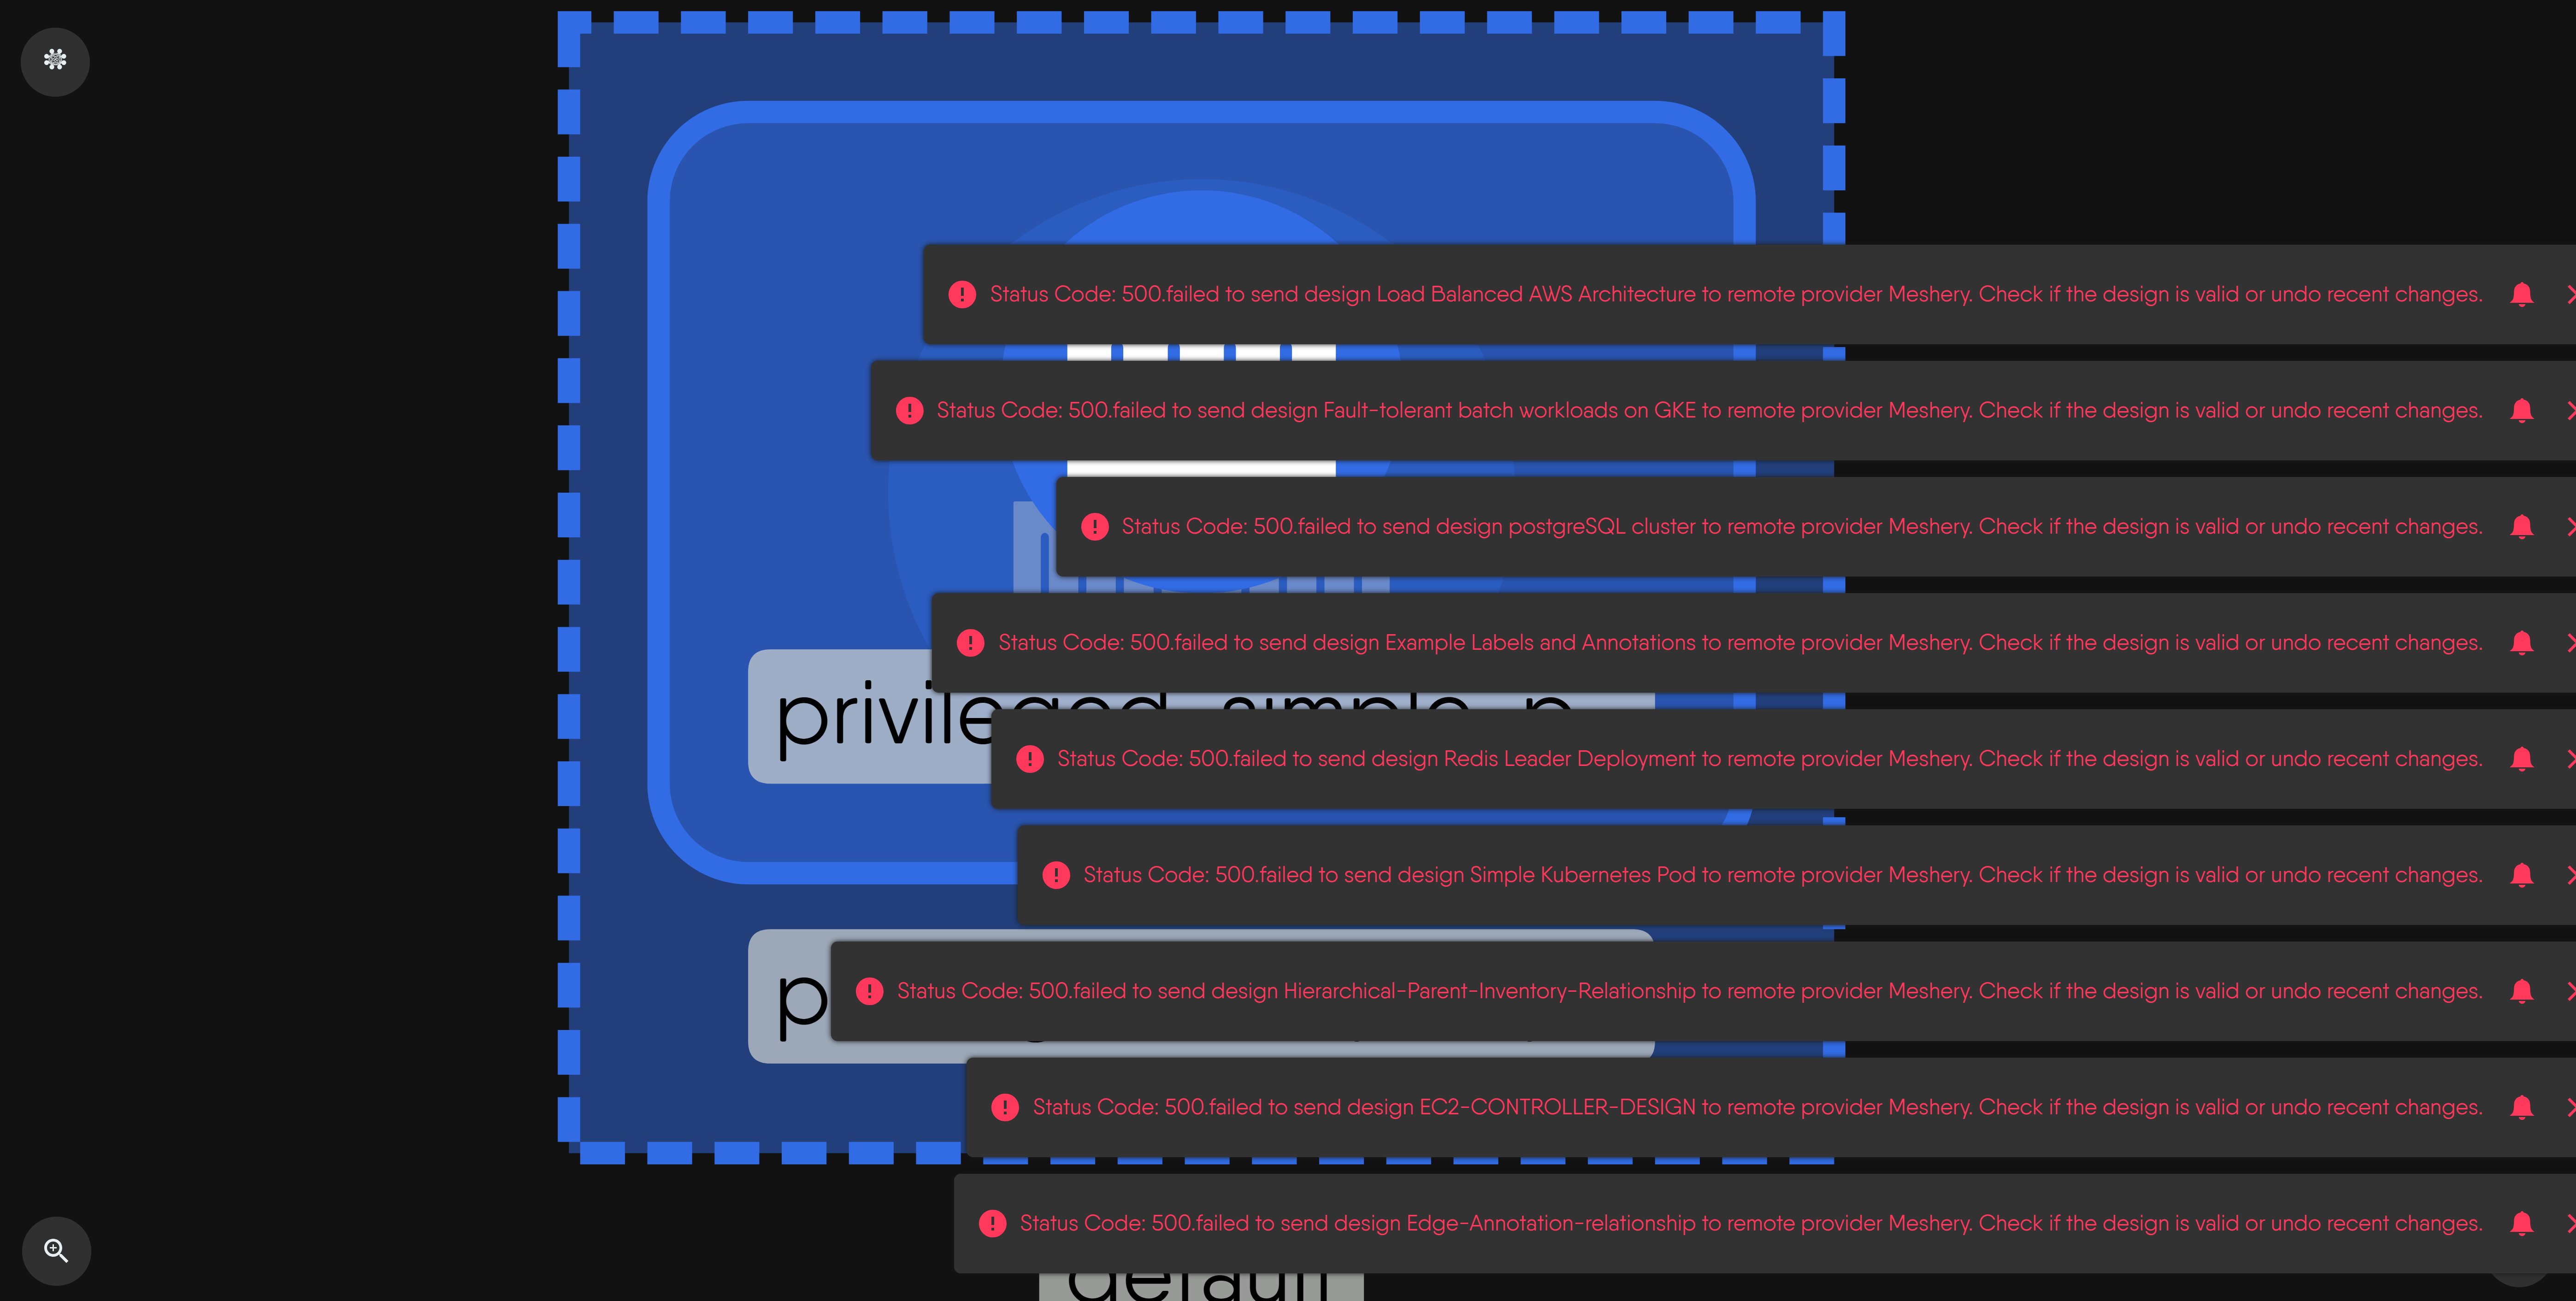 Status Code: 500.failed to send design Load Balanced AWS Architecture to remote provider Meshery. Check if the design is valid or undo recent changes.
Status Code: 500.failed to send design Fault-tolerant batch workloads on GKE to remote provider Meshery. Check if the design is valid or undo recent changes.
Status Code: 500.failed to send design postgreSQL cluster to remote provider Meshery. Check if the design is valid or undo recent changes.
Status Code: 500.failed to send design Example Labels and Annotations to remote provider Meshery. Check if the design is valid or undo recent changes.
privileged-simple-p
Status Code: 500.failed to send design Redis Leader Deployment to remote provider Meshery. Check if the design is valid or undo recent changes.
Status Code: 500.failed to send design Simple Kubernetes Pod to remote provider Meshery. Check if the design is valid or undo recent changes.
Status Code: 500.failed to send design Hierarchical-Parent-Inventory-Relationship to remote provider Meshery. Check if the design is valid or undo recent changes.
Status Code: 500.failed to send design EC2-CONTROLLER-DESIGN to remote provider Meshery. Check if the design is valid or undo recent changes.
Status Code: 500.failed to send design Edge-Annotation-relationship to remote provider Meshery. Check if the design is valid or undo recent changes.
default